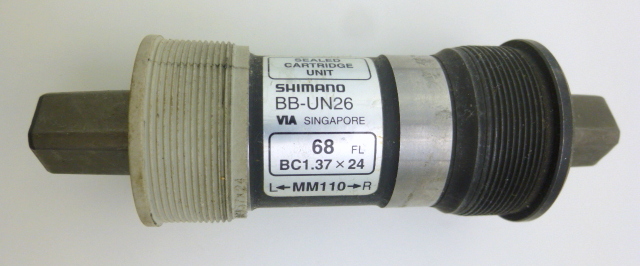 SEALED
CARTRIDGE
UNIT
SHIMANO
BB-UN26
VIA SINGAPORE
68 FL
BC1.37×24
L←MM110→R